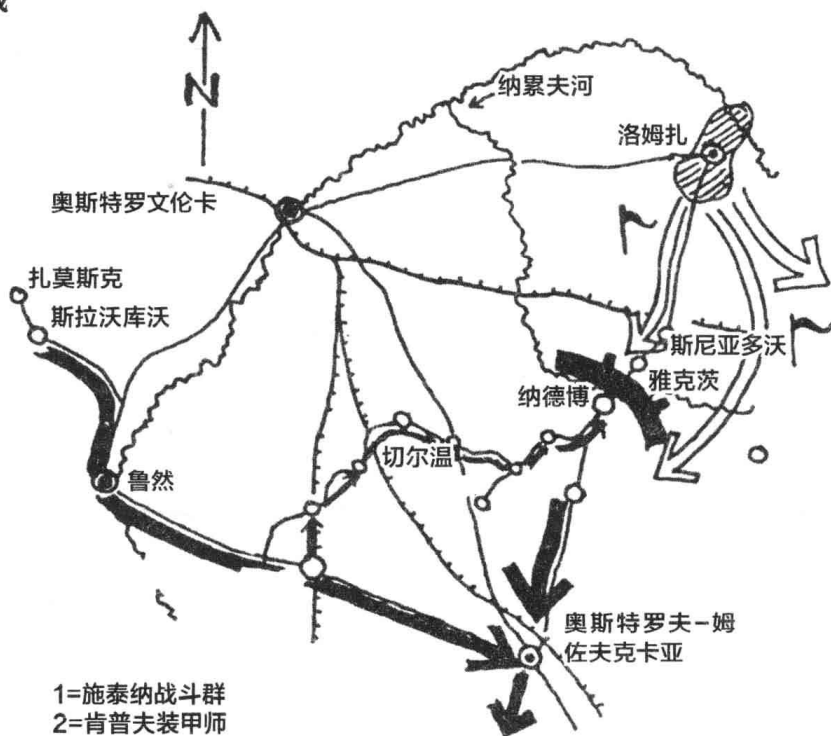 N
纳累夫河
洛姆扎
奥斯特罗文伦卡
扎莫斯克
斯拉沃库沃
斯尼亚多沃
雅克茨
纳德博
切尔温
鲁然
奥斯特罗夫-姆
佐夫克卡亚
1=施泰纳战斗群
2=肯普夫装甲师